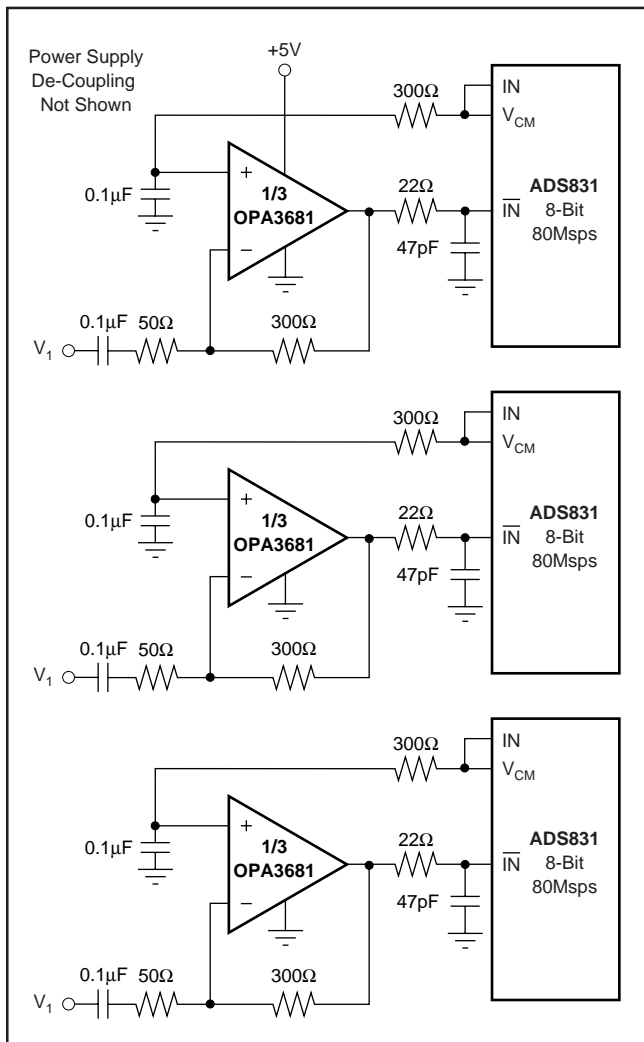 Power Supply
De-Coupling
Not Shown
+5V
300Ω
IN
V_CM
0.1µF
+
1/3
OPA3681
−
22Ω
47pF
I̅N̅
ADS831
8-Bit
80Msps
0.1µF
50Ω
300Ω
V_1
300Ω
IN
V_CM
0.1µF
+
1/3
OPA3681
−
22Ω
47pF
I̅N̅
ADS831
8-Bit
80Msps
0.1µF
50Ω
300Ω
V_1
300Ω
IN
V_CM
0.1µF
+
1/3
OPA3681
−
22Ω
47pF
I̅N̅
ADS831
8-Bit
80Msps
0.1µF
50Ω
300Ω
V_1